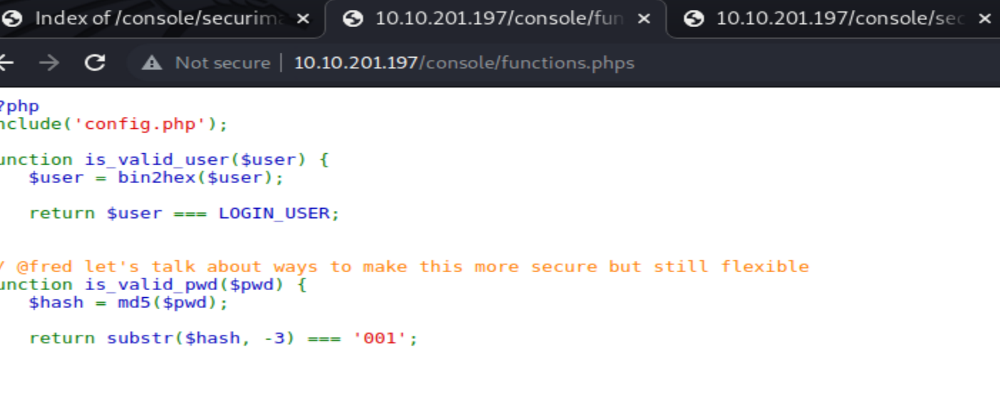 Index of /console/securima
10.10.201.197/console/fun
10.10.201.197/console/sec
Not secure | 10.10.201.197/console/functions.phps
?php
nclude('config.php');
unction is_valid_user($user) {
$user = bin2hex($user);
return $user === LOGIN_USER;
/ @fred let's talk about ways to make this more secure but still flexible
unction is_valid_pwd($pwd) {
$hash = md5($pwd);
return substr($hash, -3) === '001';